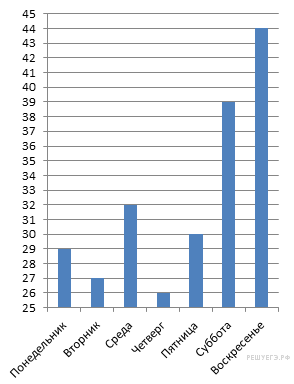 45
44
43
42
41
40
39
38
37
36
35
34
33
32
31
30
29
28
27
26
25
Понедельник
Вторник
Среда
Четверг
Пятница
Суббота
Воскресенье
РЕШУЕГЭ.РФ